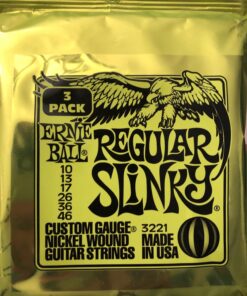 3
PACK
ERNIE
BALL®
REGULAR
SLINKY®
10
13
17
26
36
46
CUSTOM GAUGE® 3221
NICKEL WOUND MADE
GUITAR STRINGS IN USA